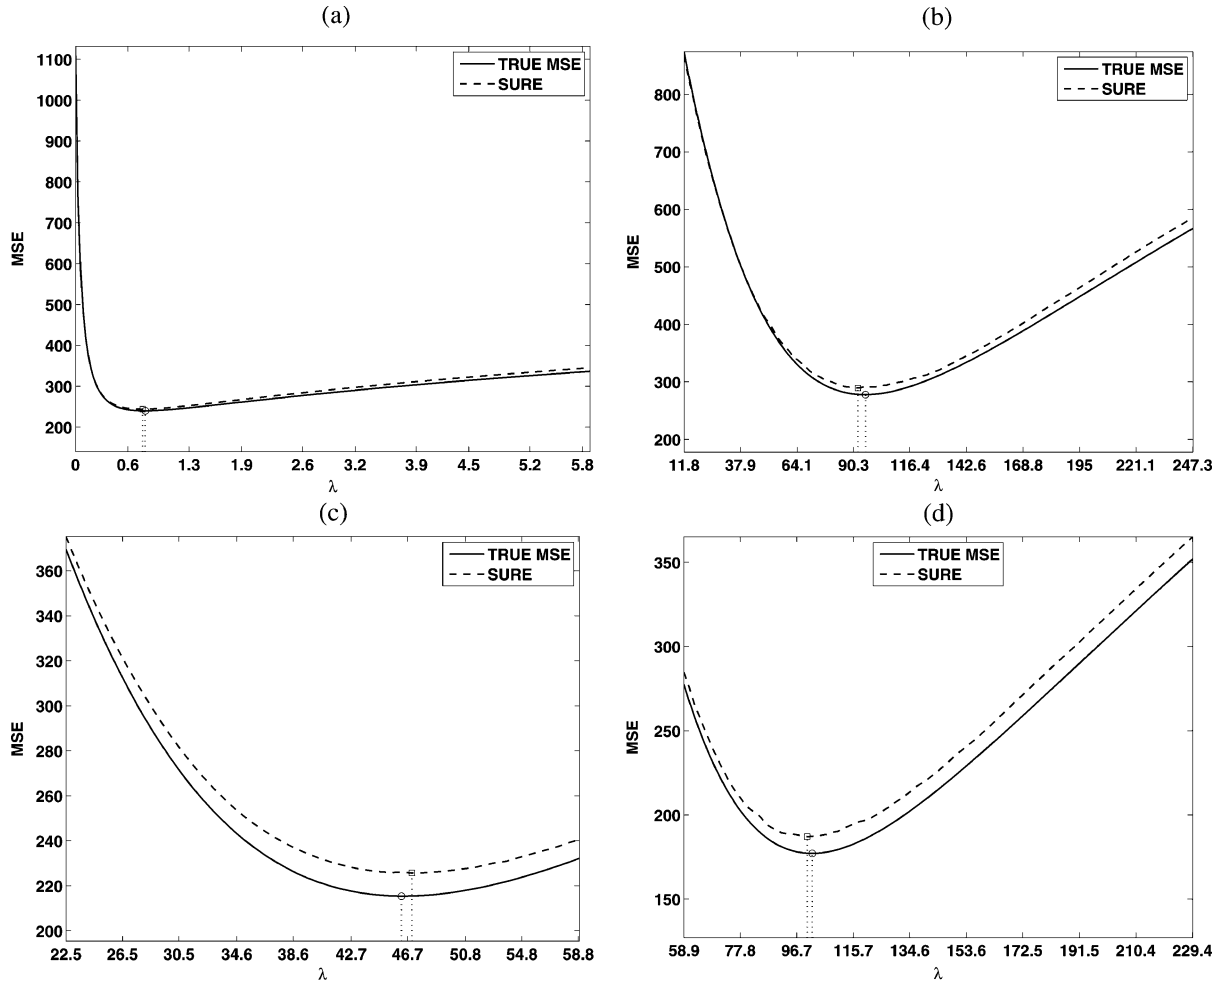 (a)
1100
1000
900
800
700
600
500
400
300
200
MSE
TRUE MSE
SURE
0 0.6 1.3 1.9 2.6 3.2 3.9 4.5 5.2 5.8
λ
(b)
800
700
600
500
400
300
200
MSE
TRUE MSE
SURE
11.8 37.9 64.1 90.3 116.4 142.6 168.8 195 221.1 247.3
λ
(c)
360
340
320
300
280
260
240
220
200
MSE
TRUE MSE
SURE
22.5 26.5 30.5 34.6 38.6 42.7 46.7 50.8 54.8 58.8
λ
(d)
350
300
250
200
150
MSE
TRUE MSE
SURE
58.9 77.8 96.7 115.7 134.6 153.6 172.5 191.5 210.4 229.4
λ